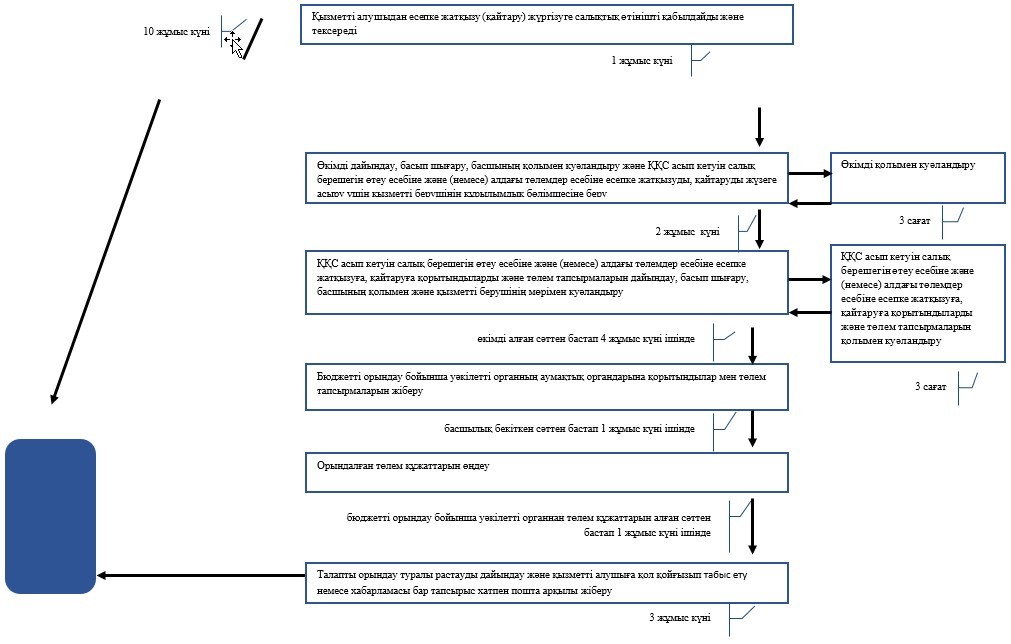 Қызметті алушыдан есепке жатқызу (қайтару) жүргізуге салықтық өтінішті қабылдайды және
тексереді
10 жұмыс күні
1 жұмыс күні
Өкімді дайындау, басып шығару, басшының қолымен куәландыру және ҚҚС асып кетуін салық
берешегін өтеу есебіне және (немесе) алдағы төлемдер есебіне есепке жатқызуды, қайтаруды жүзеге
асыру үшін қызметті берушінің құрылымдық бөлімшесіне беру
Өкімді қолымен куәландыру
3 сағат
2 жұмыс күні
ҚҚС асып кетуін салық берешегін өтеу есебіне және (немесе) алдағы төлемдер есебіне есепке
жатқызуға, қайтаруға қорытындыларды және төлем тапсырмаларын дайындау, басып шығару,
басшының қолымен және қызметті берушінің мөрімен куәландыру
ҚҚС асып кетуін салық
берешегін өтеу есебіне және
(немесе) алдағы төлемдер
есебіне есепке жатқызуға,
қайтаруға қорытындыларды
және төлем тапсырмаларын
қолымен куәландыру
3 сағат
өкімді алған сәттен бастап 4 жұмыс күні ішінде
Бюджетті орындау бойынша уәкілетті органның аумақтық органдарына қорытындылар мен төлем
тапсырмаларын жіберу
басшылық бекіткен сәттен бастап 1 жұмыс күні ішінде
Орындалған төлем құжаттарын өңдеу
бюджетті орындау бойынша уәкілетті органнан төлем құжаттарын алған сәттен
бастап 1 жұмыс күні ішінде
Талапты орындау туралы растауды дайындау және қызметті алушыға қол қойғызып табыс ету
немесе хабарламасы бар тапсырыс хатпен пошта арқылы жіберу
3 жұмыс күні